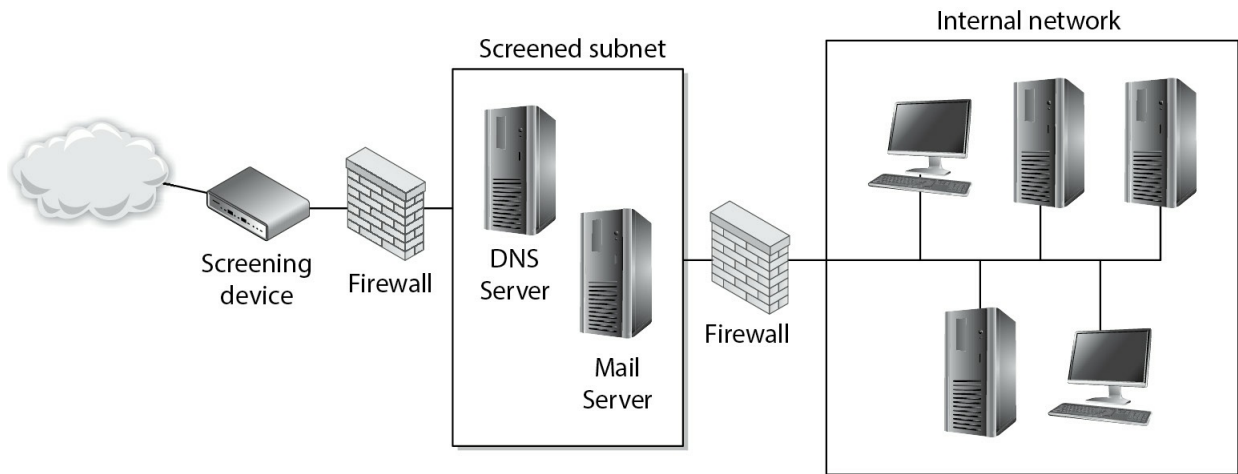 Internal network
Screened subnet
Screening
device
Firewall
DNS
Server
Mail
Server
Firewall